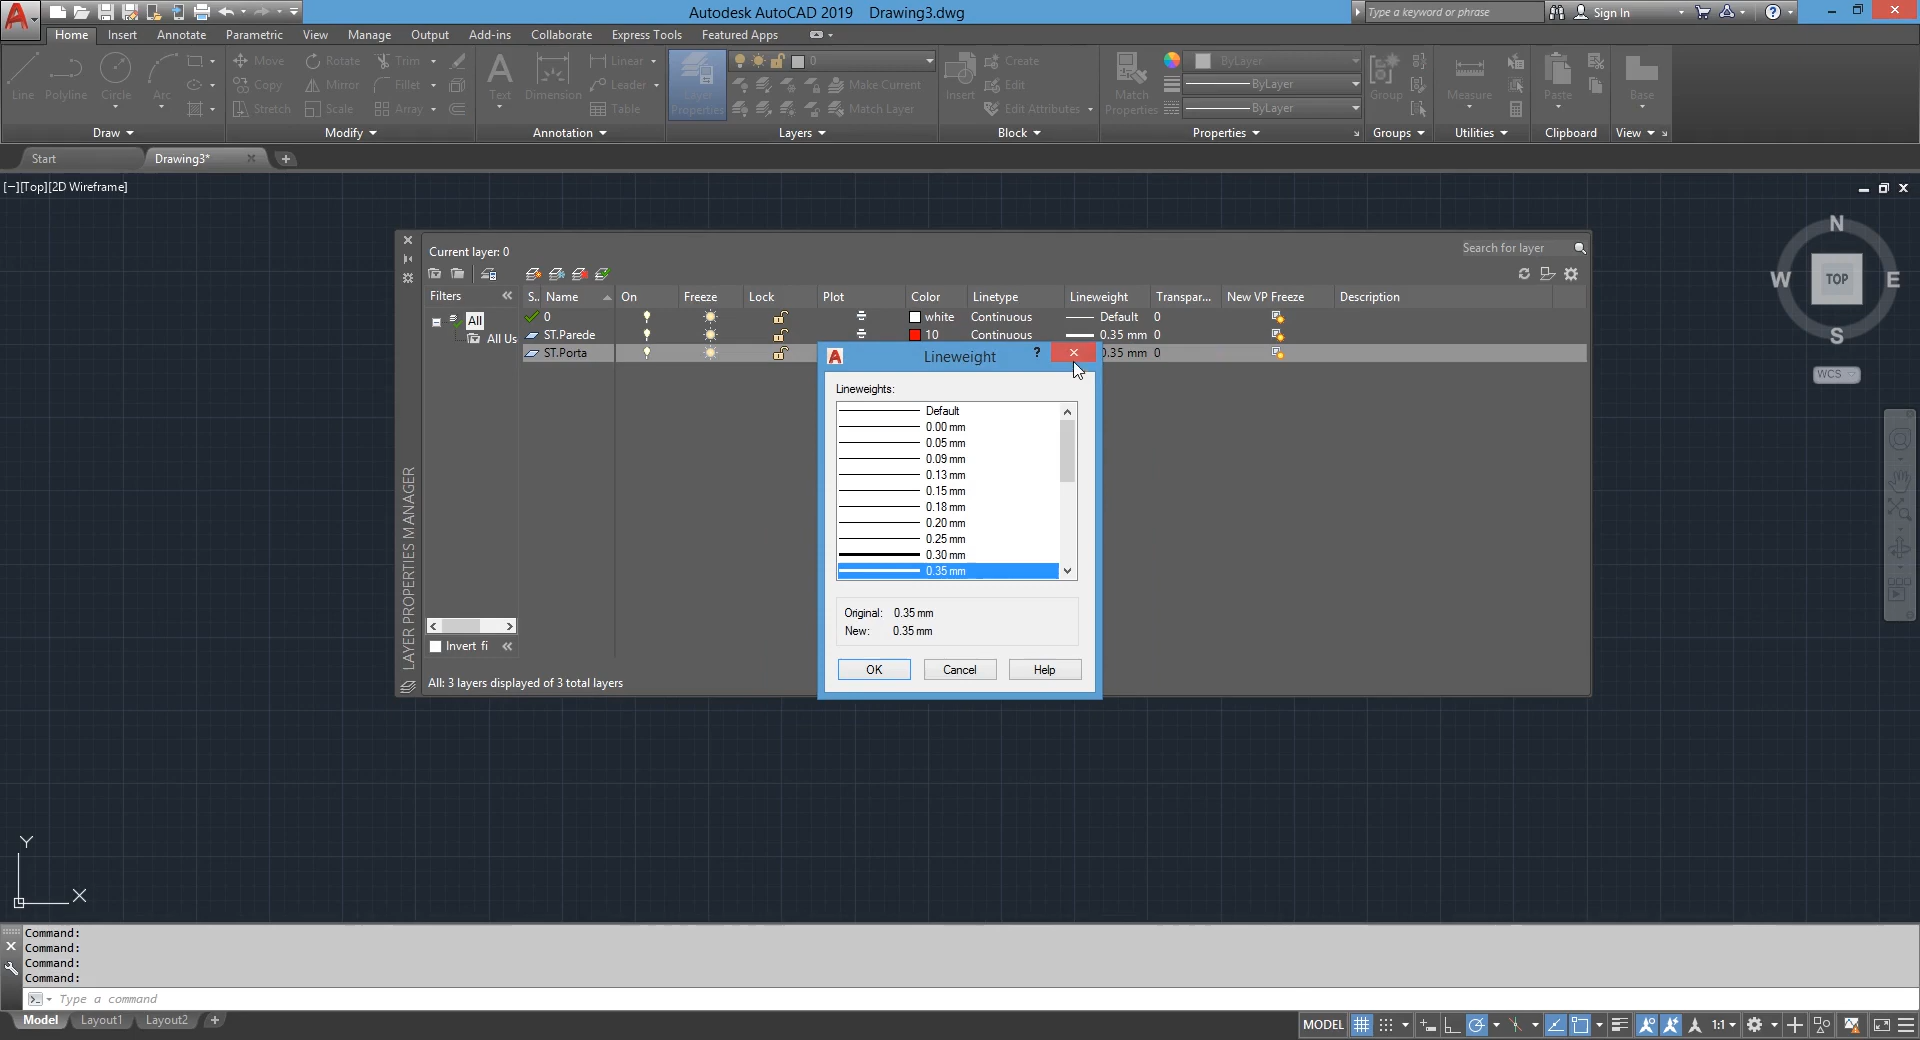 Autodesk AutoCAD 2019 Drawing3.dwg
Type a keyword or phrase
Sign In
Home Insert Annotate Parametric View Manage Output Add-ins Collaborate Express Tools Featured Apps
Line Polyline Circle Arc
Move Rotate Trim
Copy Mirror Fillet
Stretch Scale Array
Text Dimension
Linear
Leader
Table
Layer Properties
0
Make Current
Match Layer
Insert
Create
Edit
Edit Attributes
Match Properties
ByLayer
ByLayer
ByLayer
Group
Measure
Paste
Base
Draw Modify Annotation Layers Block Properties Groups Utilities Clipboard View
Start Drawing3*
[−][Top][2D Wireframe]
N
W TOP E
S
WCS
Current layer: 0
Search for layer
Filters
All
All Us
Invert fi
S.. Name On Freeze Lock Plot Color Linetype Lineweight Transpar... New VP Freeze Description
0 white Continuous Default 0
ST.Parede 10 Continuous 0.35 mm 0
ST.Porta 0.35 mm 0
LAYER PROPERTIES MANAGER
All: 3 layers displayed of 3 total layers
Lineweight
Lineweights:
Default
0.00 mm
0.05 mm
0.09 mm
0.13 mm
0.15 mm
0.18 mm
0.20 mm
0.25 mm
0.30 mm
0.35 mm
Original: 0.35 mm
New: 0.35 mm
OK Cancel Help
Y
X
Command:
Command:
Command:
Command:
Type a command
Model Layout1 Layout2
MODEL 1:1